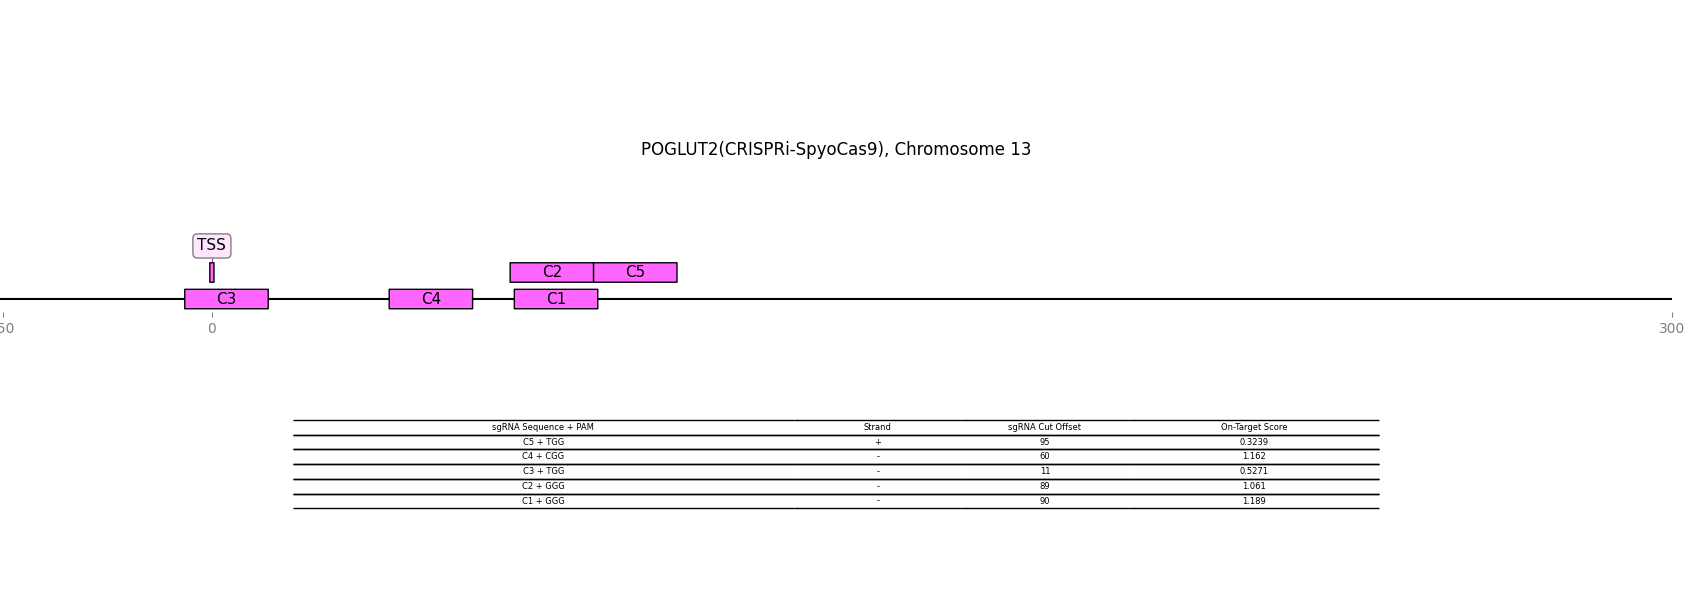 POGLUT2(CRISPRi-SpyoCas9), Chromosome 13
TSS
C2 C5
C3 C4 C1
50 0 300
sgRNA Sequence + PAM Strand sgRNA Cut Offset On-Target Score
C5 + TGG + 95 0.3239
C4 + CGG - 60 1.162
C3 + TGG - 11 0.5271
C2 + GGG - 89 1.061
C1 + GGG - 90 1.189